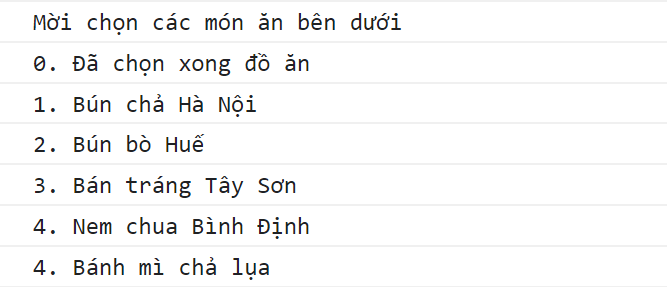 Mời chọn các món ăn bên dưới
0. Đã chọn xong đồ ăn
1. Bún chả Hà Nội
2. Bún bò Huế
3. Bán tráng Tây Sơn
4. Nem chua Bình Định
4. Bánh mì chả lụa